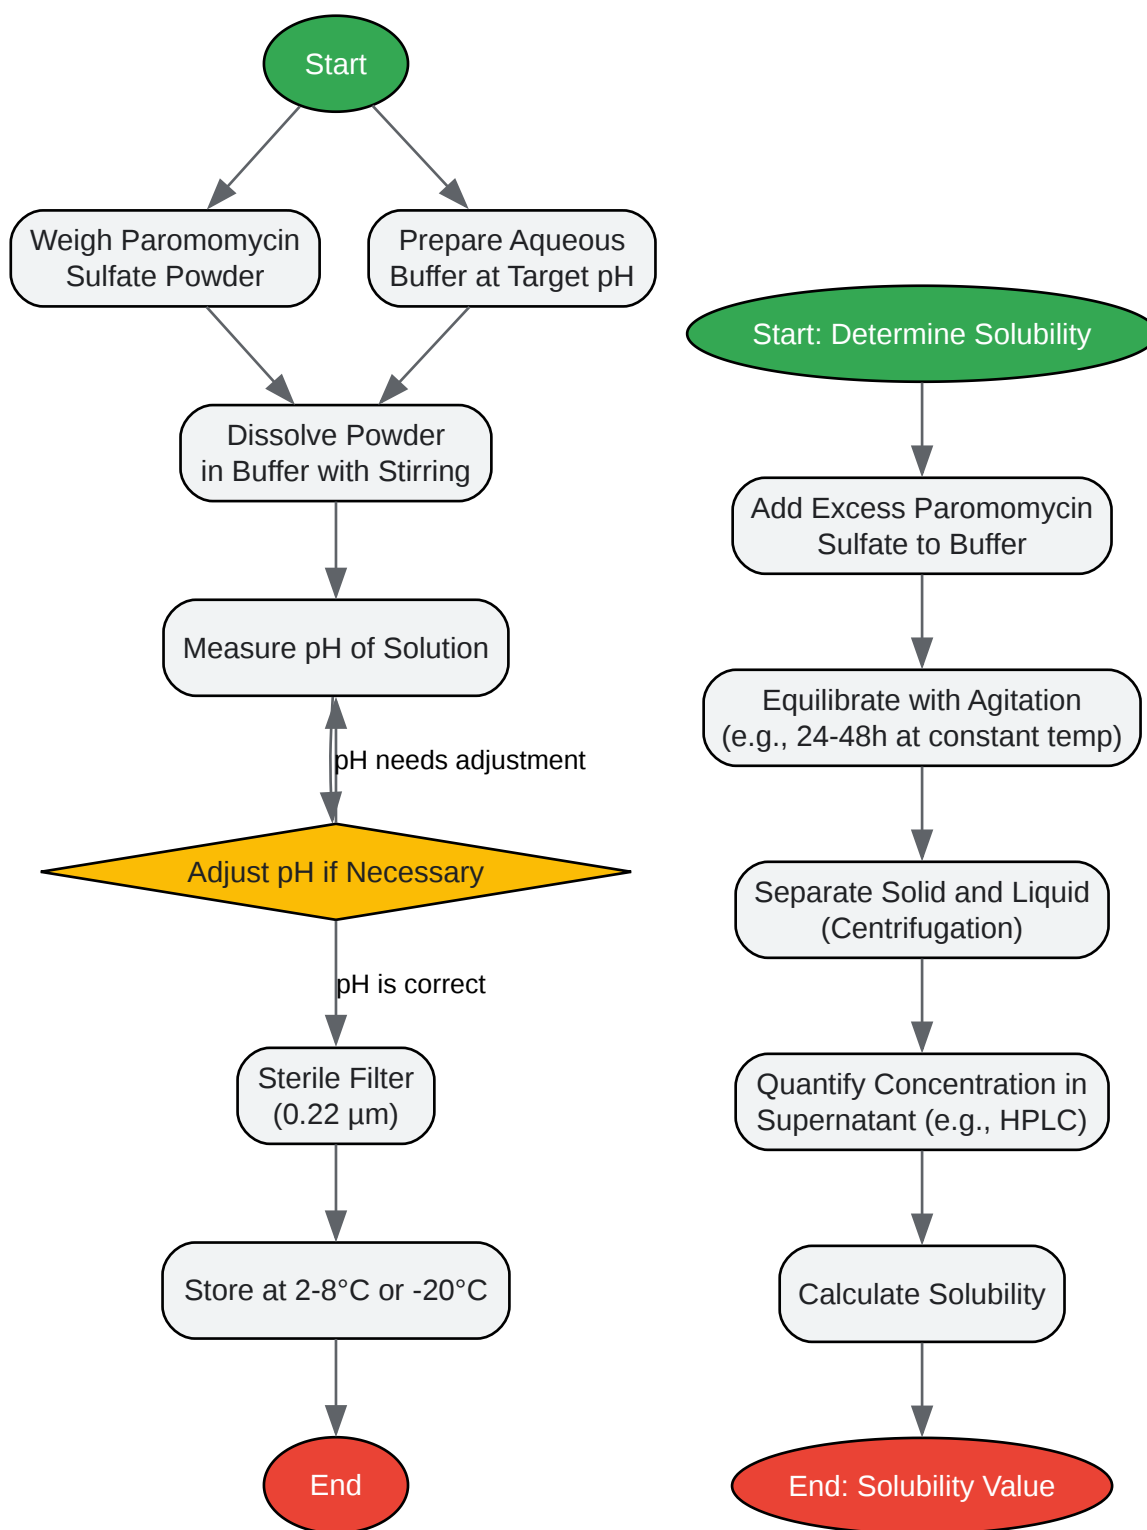 Start
Weigh Paromomycin
Sulfate Powder
Prepare Aqueous
Buffer at Target pH
Dissolve Powder
in Buffer with Stirring
Measure pH of Solution
pH needs adjustment
Adjust pH if Necessary
pH is correct
Sterile Filter
(0.22 µm)
Store at 2-8°C or -20°C
End
Start: Determine Solubility
Add Excess Paromomycin
Sulfate to Buffer
Equilibrate with Agitation
(e.g., 24-48h at constant temp)
Separate Solid and Liquid
(Centrifugation)
Quantify Concentration in
Supernatant (e.g., HPLC)
Calculate Solubility
End: Solubility Value